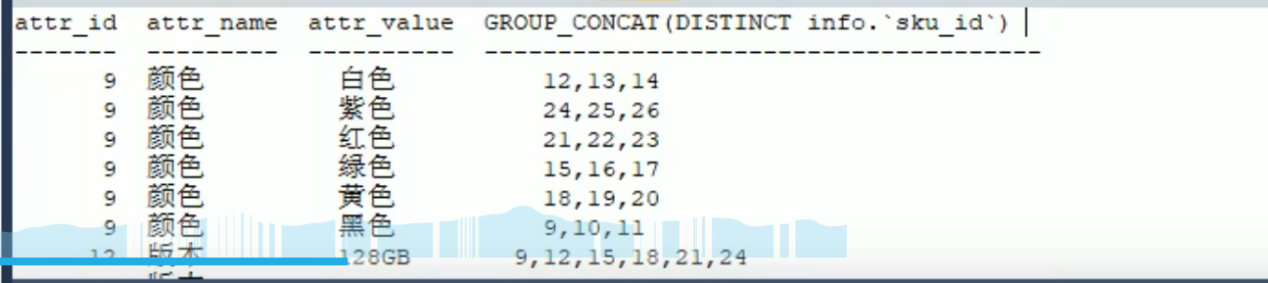 attr_id attr_name attr_value GROUP_CONCAT(DISTINCT info.`sku_id`)
------- --------- ---------- ------------------------------------
9 颜色 白色 12,13,14
9 颜色 紫色 24,25,26
9 颜色 红色 21,22,23
9 颜色 绿色 15,16,17
9 颜色 黄色 18,19,20
9 颜色 黑色 9,10,11
12 版本 128GB 9,12,15,18,21,24